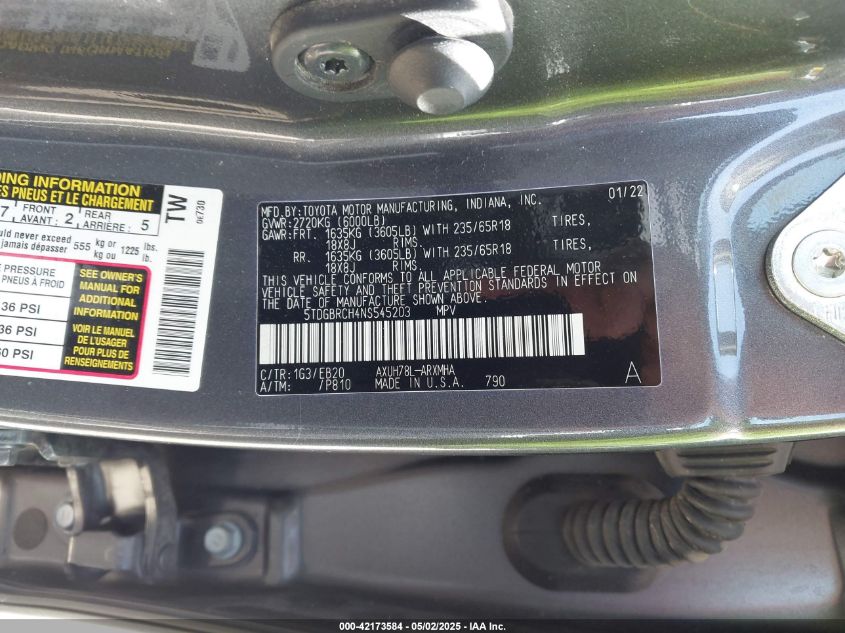 DING INFORMATION
ES PNEUS ET LE CHARGEMENT
7 FRONT AVANT: 2 REAR ARRIÈRE: 5
ould never exceed 555 kg or 1225 lbs.
jamais dépasser kg ou lb.
E PRESSURE
PNEUS À FROID
36 PSI
36 PSI
60 PSI
SEE OWNER'S
MANUAL FOR
ADDITIONAL
INFORMATION
VOIR LE MANUEL
DE L'USAGER
POUR PLUS DE
RENSEIGNEMENTS
TW
0E730
MFD.BY:TOYOTA MOTOR MANUFACTURING, INDIANA, INC. 01/22
GVWR:2720KG (6000LB)
GAWR:FRT. 1635KG (3605LB) WITH 235/65R18 TIRES,
18X8J RIMS
RR. 1635KG (3605LB) WITH 235/65R18 TIRES,
18X8J RIMS
THIS VEHICLE CONFORMS TO ALL APPLICABLE FEDERAL MOTOR
VEHICLE SAFETY AND THEFT PREVENTION STANDARDS IN EFFECT ON
THE DATE OF MANUFACTURE SHOWN ABOVE.
5TDGBRCH4NS545203 MPV
C/TR:1G3/EB20 AXUH78L-ARXMHA
A/TM: /P810 MADE IN U.S.A. 790 A
000-42173584 - 05/02/2025 - IAA Inc.